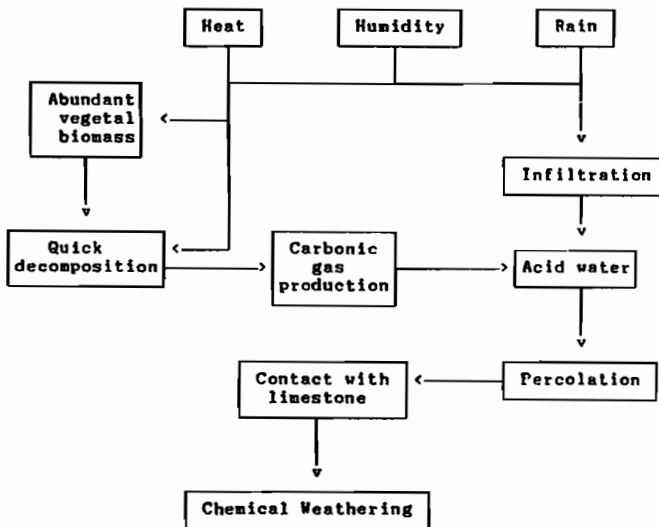 Heat
Humidity
Rain
Abundant
vegetal
biomass
Infiltration
Quick
decomposition
Carbonic
gas
production
Acid water
Contact with
limestone
Percolation
Chemical Weathering